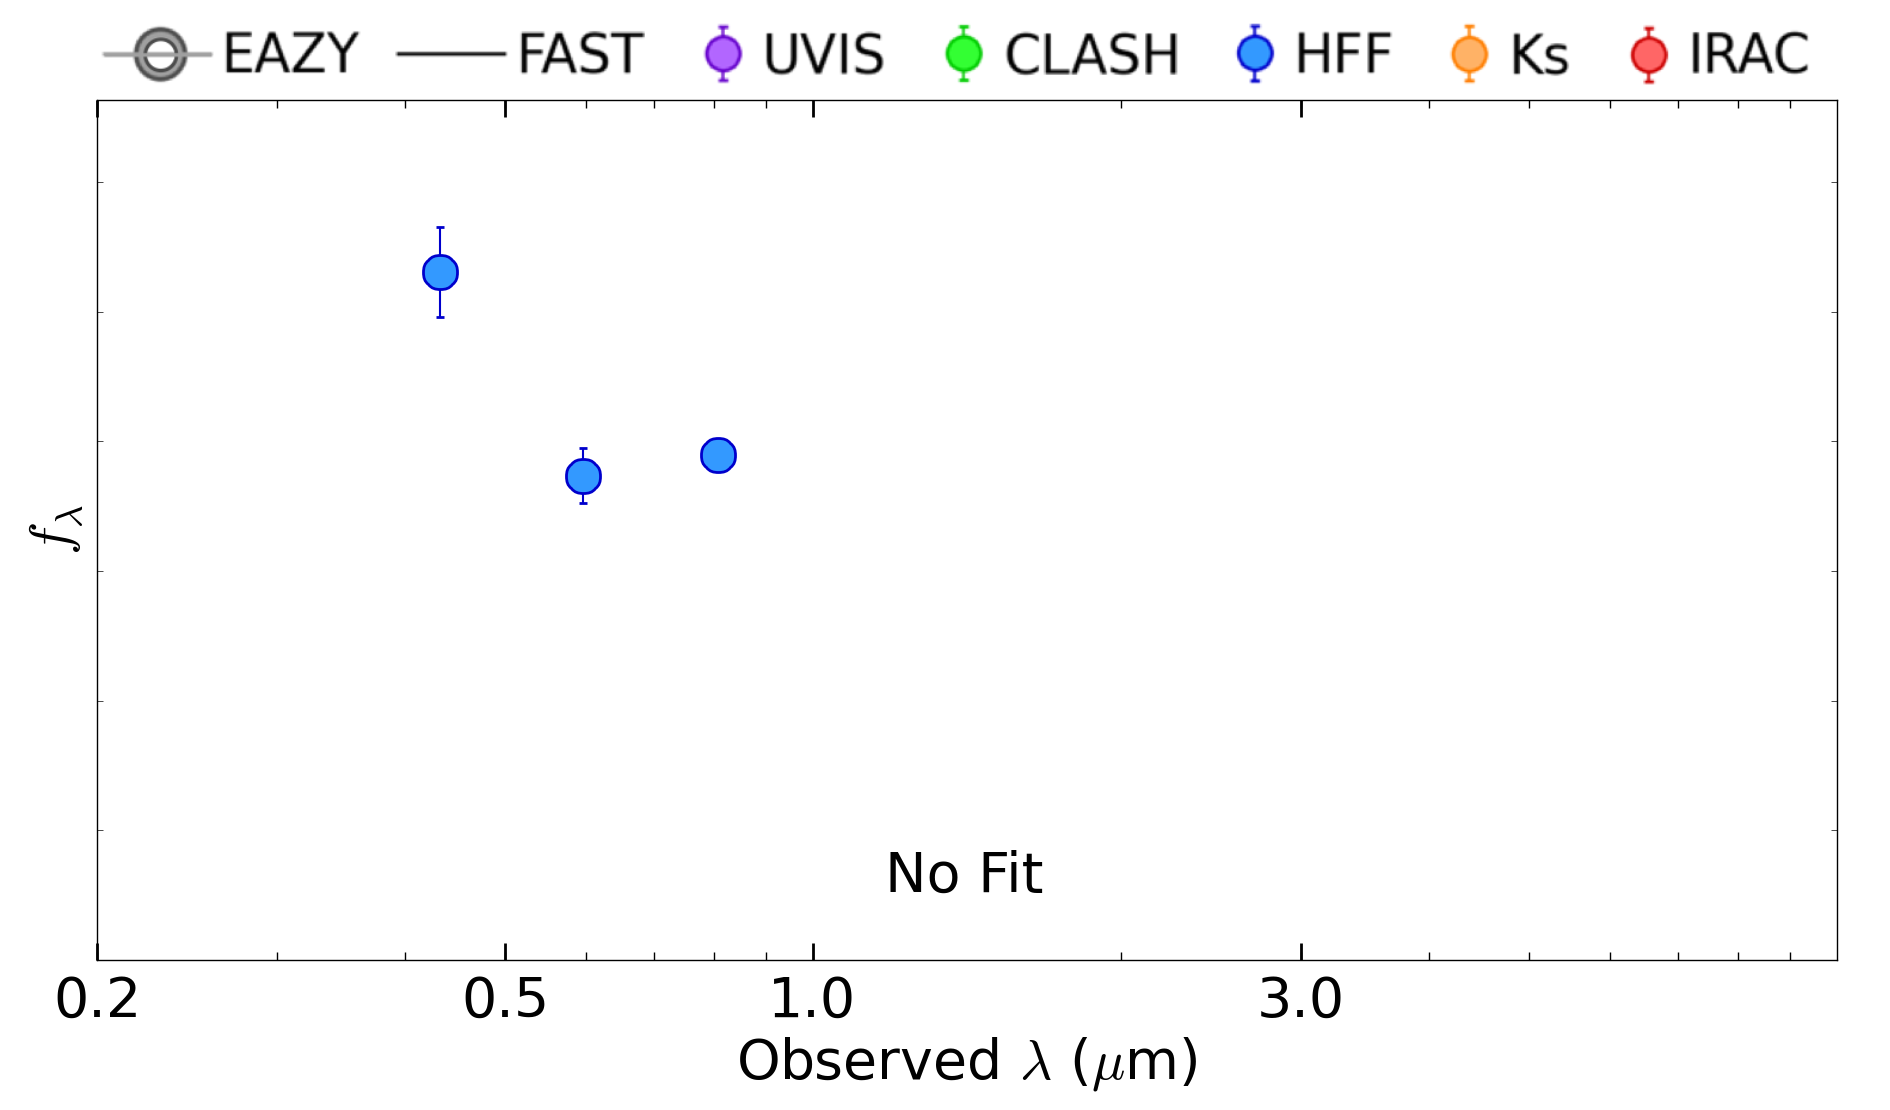 EAZY FAST UVIS CLASH HFF Ks IRAC
f_λ
No Fit
0.2 0.5 1.0 3.0
Observed λ (μm)